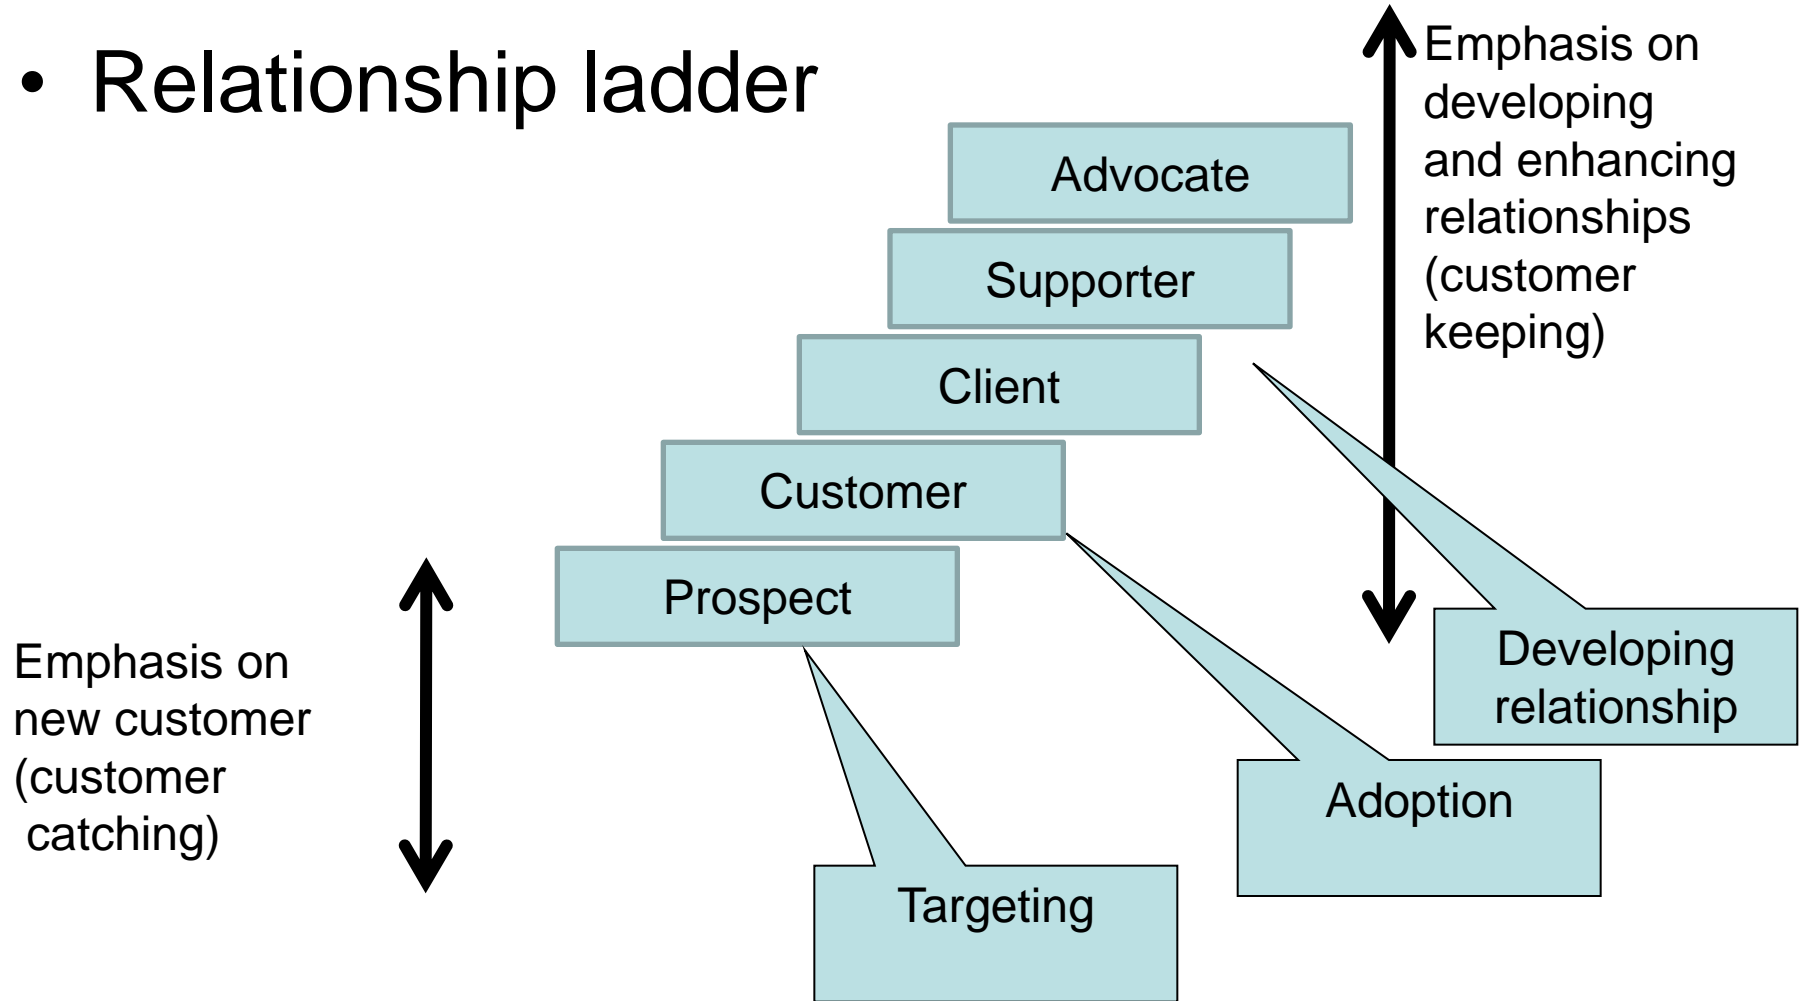 • Relationship ladder
Emphasis on
developing
and enhancing
relationships
(customer
keeping)
Advocate
Supporter
Client
Customer
Prospect
Emphasis on
new customer
(customer
catching)
Developing
relationship
Adoption
Targeting